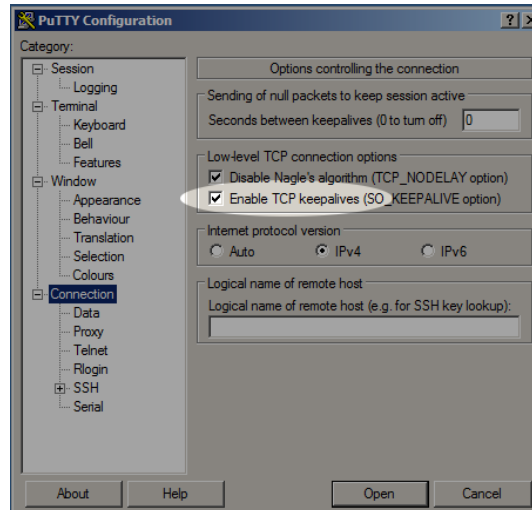 PuTTY Configuration
Category:
Session
Logging
Terminal
Keyboard
Bell
Features
Window
Appearance
Behaviour
Translation
Selection
Colours
Connection
Data
Proxy
Telnet
Rlogin
SSH
Serial
Options controlling the connection
Sending of null packets to keep session active
Seconds between keepalives (0 to turn off) 0
Low-level TCP connection options
Disable Nagle's algorithm (TCP_NODELAY option)
Enable TCP keepalives (SO_KEEPALIVE option)
Internet protocol version
Auto IPv4 IPv6
Logical name of remote host
Logical name of remote host (e.g. for SSH key lookup):
About Help Open Cancel